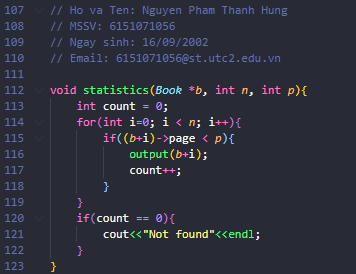 107 // Ho va Ten: Nguyen Pham Thanh Hung
108 // MSSV: 6151071056
109 // Ngay sinh: 16/09/2002
110 // Email: 6151071056@st.utc2.edu.vn
111
112 void statistics(Book *b, int n, int p){
113     int count = 0;
114     for(int i=0; i < n; i++){
115         if((b+i)->page < p){
116             output(b+i);
117             count++;
118         }
119     }
120     if(count == 0){
121         cout<<"Not found"<<endl;
122     }
123 }